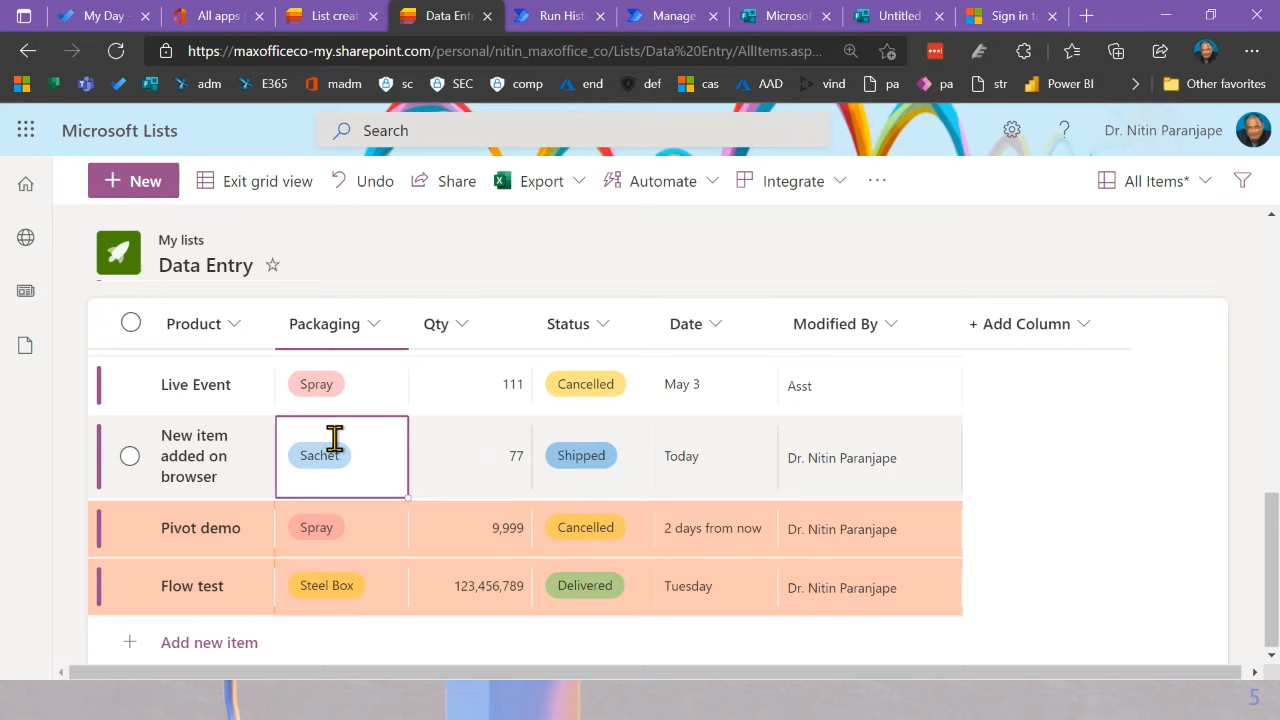 My Day
All apps
List creat
Data Entr
Run Histo
Manage
Microsof
Untitled
Sign in to
https://maxofficeco-my.sharepoint.com/personal/nitin_maxoffice_co/Lists/Data%20Entry/AllItems.asp...
adm
E365
madm
sc
SEC
comp
end
def
cas
AAD
vind
pa
pa
str
Power BI
Other favorites
Microsoft Lists
Search
Dr. Nitin Paranjape
+ New
Exit grid view
Undo
Share
Export
Automate
Integrate
...
All Items*
My lists
Data Entry
Product
Packaging
Qty
Status
Date
Modified By
+ Add Column
Live Event
Spray
111
Cancelled
May 3
Asst
New item
added on
browser
Sachet
77
Shipped
Today
Dr. Nitin Paranjape
Pivot demo
Spray
9,999
Cancelled
2 days from now
Dr. Nitin Paranjape
Flow test
Steel Box
123,456,789
Delivered
Tuesday
Dr. Nitin Paranjape
+ Add new item
5